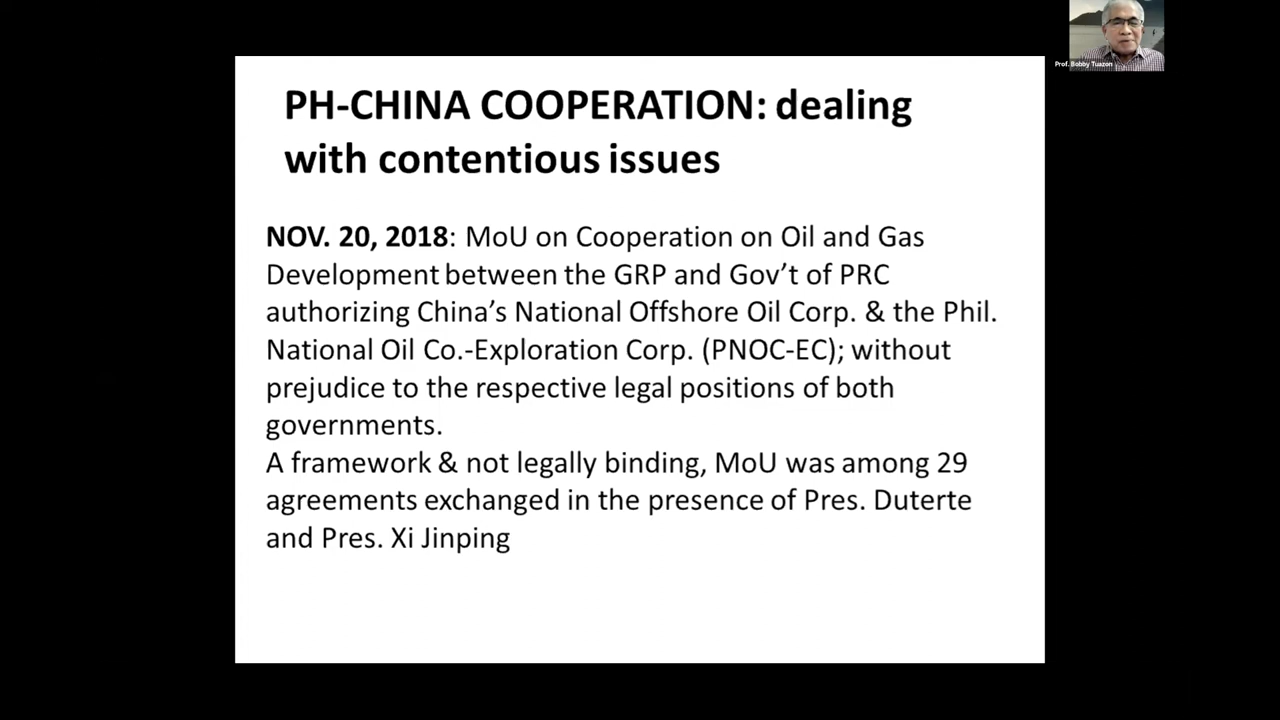 Prof. Bobby Tuazon
PH-CHINA COOPERATION: dealing
with contentious issues
NOV. 20, 2018: MoU on Cooperation on Oil and Gas
Development between the GRP and Gov’t of PRC
authorizing China’s National Offshore Oil Corp. & the Phil.
National Oil Co.-Exploration Corp. (PNOC-EC); without
prejudice to the respective legal positions of both
governments.
A framework & not legally binding, MoU was among 29
agreements exchanged in the presence of Pres. Duterte
and Pres. Xi Jinping